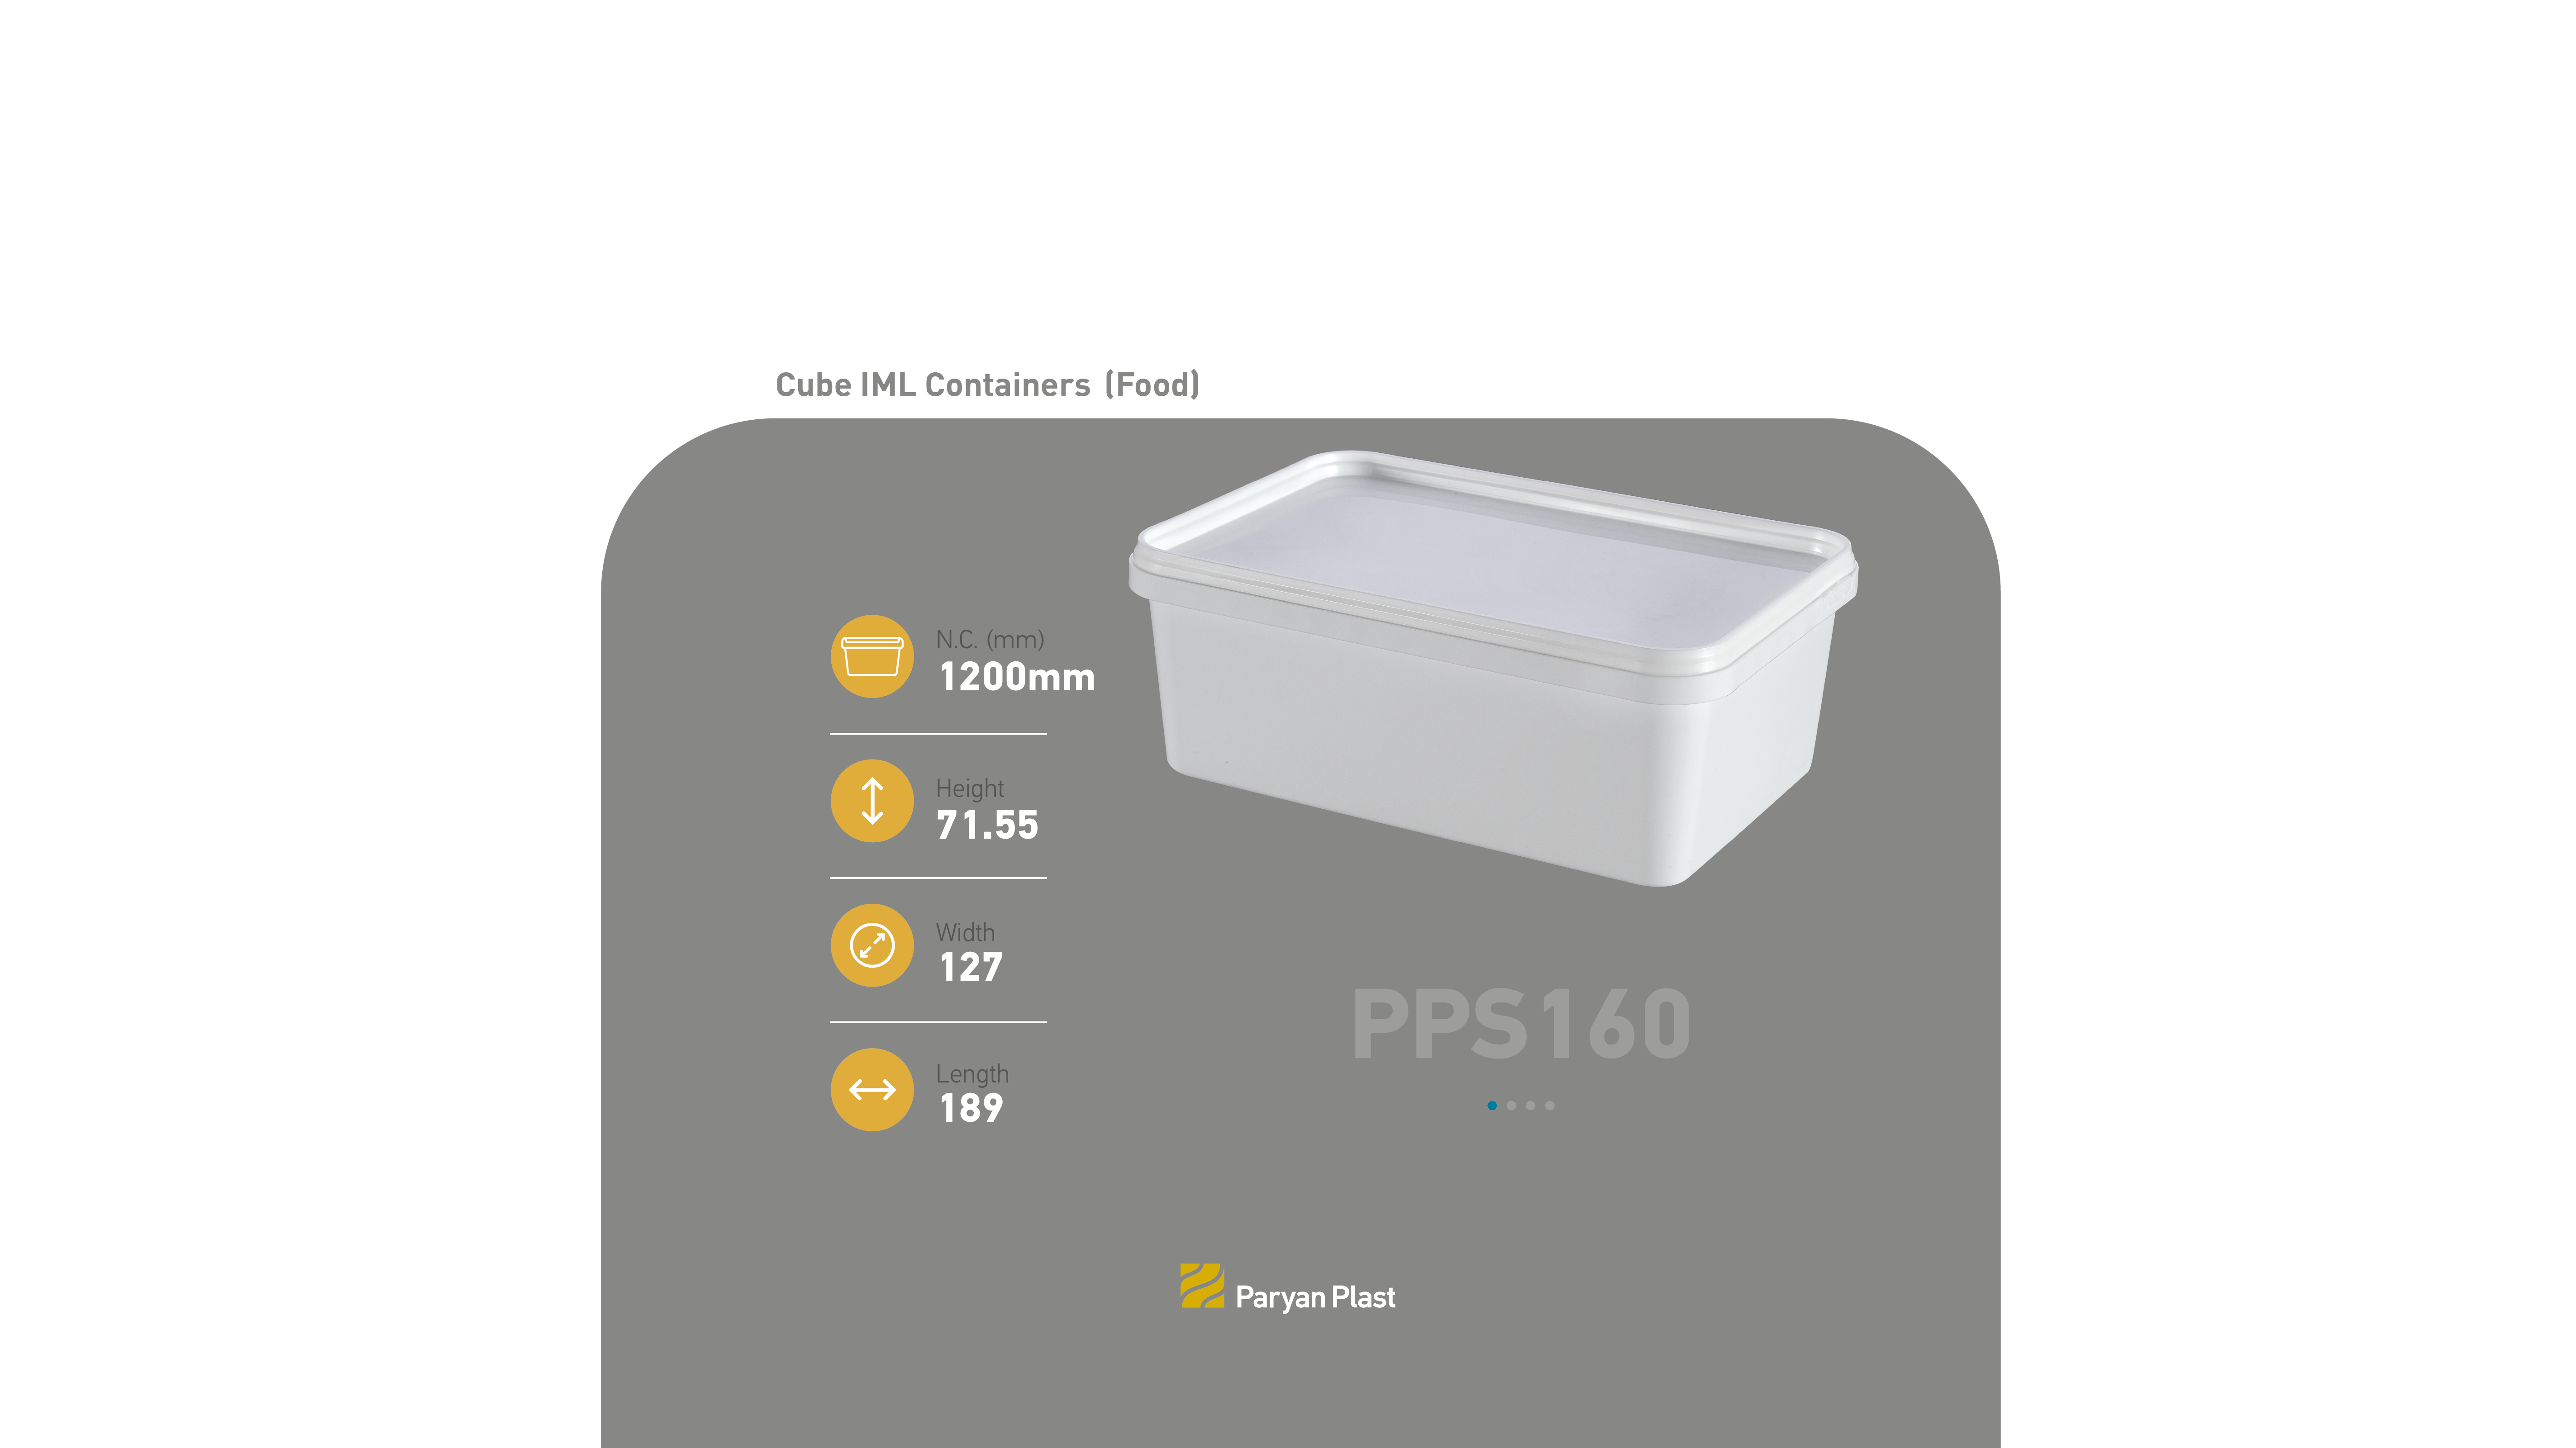 Cube IML Containers (Food)
N.C. (mm)
1200mm
Height
71.55
Width
127
Length
189
PPS160
Paryan Plast